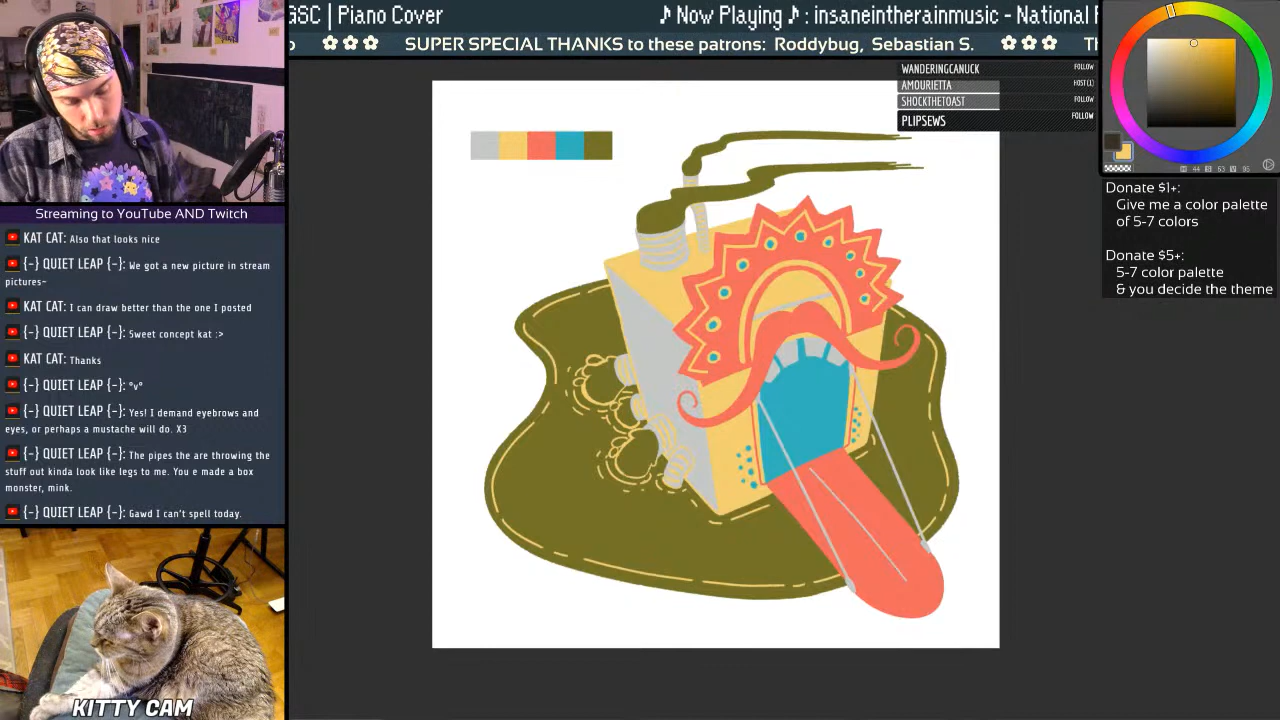 GSC | Piano Cover
♪ Now Playing ♪ : insaneintherainmusic - National
SUPER SPECIAL THANKS to these patrons: Roddybug, Sebastian S.
WANDERINGCANUCK FOLLOW
AMOURIETTA HOST (1)
SHOCKTHETOAST FOLLOW
PLIPSEWS FOLLOW
Streaming to YouTube AND Twitch
KAT CAT: Also that looks nice
{-} QUIET LEAP {-}: We got a new picture in stream
pictures~
KAT CAT: I can draw better than the one I posted
{-} QUIET LEAP {-}: Sweet concept kat :>
KAT CAT: Thanks
{-} QUIET LEAP {-}: °v°
{-} QUIET LEAP {-}: Yes! I demand eyebrows and
eyes, or perhaps a mustache will do. X3
{-} QUIET LEAP {-}: The pipes the are throwing the
stuff out kinda look like legs to me. You e made a box
monster, mink.
{-} QUIET LEAP {-}: Gawd I can't spell today.
KITTY CAM
Donate $1+:
Give me a color palette
of 5-7 colors
Donate $5+:
5-7 color palette
& you decide the theme